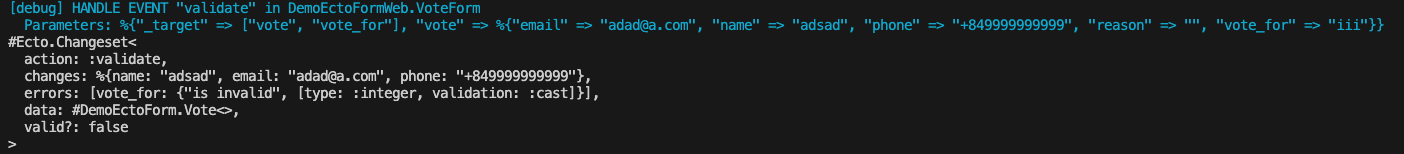 [debug] HANDLE EVENT "validate" in DemoEctoFormWeb.VoteForm
  Parameters: %{"_target" => ["vote", "vote_for"], "vote" => %{"email" => "adad@a.com", "name" => "adsad", "phone" => "+849999999999", "reason" => "", "vote_for" => "iii"}}
#Ecto.Changeset<
  action: :validate,
  changes: %{name: "adsad", email: "adad@a.com", phone: "+849999999999"},
  errors: [vote_for: {"is invalid", [type: :integer, validation: :cast]}],
  data: #DemoEctoForm.Vote<>,
  valid?: false
>